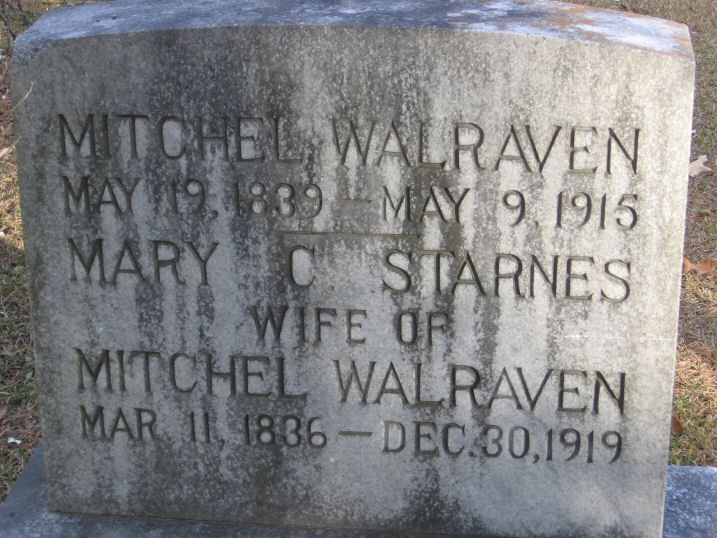 MITCHEL WALRAVEN
MAY 19, 1839 — MAY 9, 1915
MARY C. STARNES
WIFE OF
MITCHEL WALRAVEN
MAR. 11, 1836 — DEC. 30, 1919